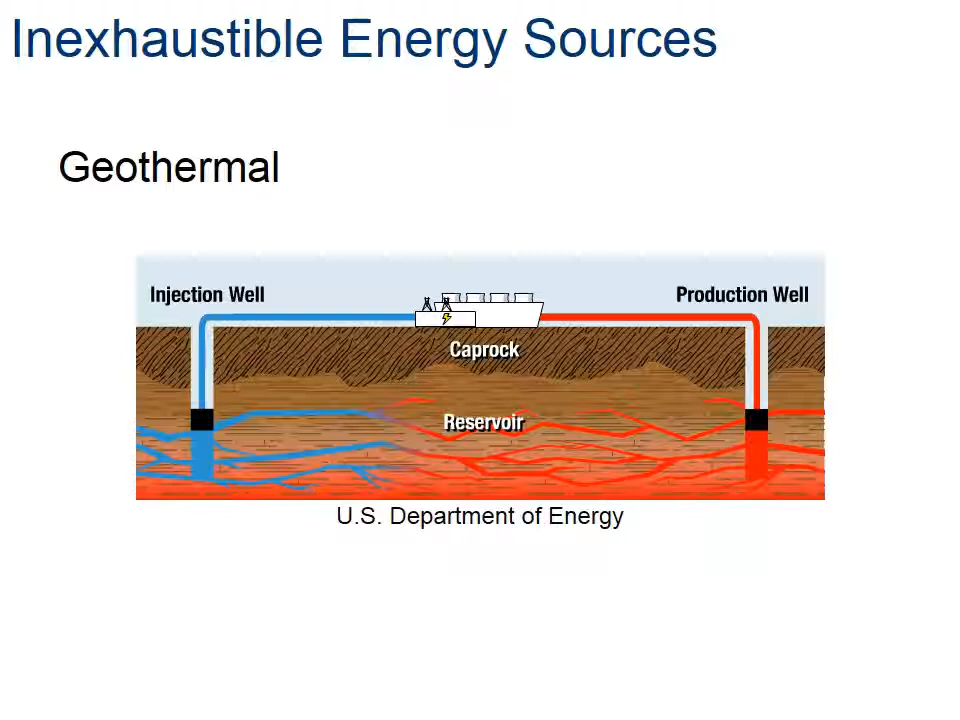 Inexhaustible Energy Sources
Geothermal
Injection Well
Production Well
Caprock
Reservoir
U.S. Department of Energy